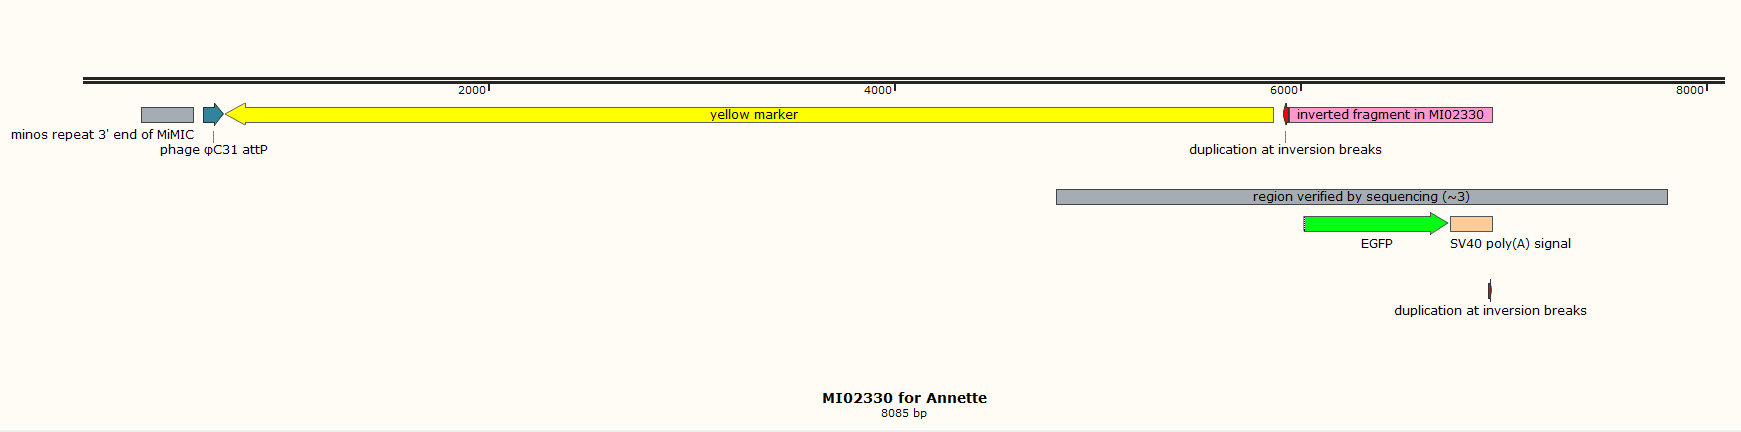 2000
4000
6000
8000
yellow marker
inverted fragment in MI02330
minos repeat 3' end of MiMIC
phage φC31 attP
duplication at inversion breaks
region verified by sequencing (~3)
EGFP
SV40 poly(A) signal
duplication at inversion breaks
MI02330 for Annette
8085 bp